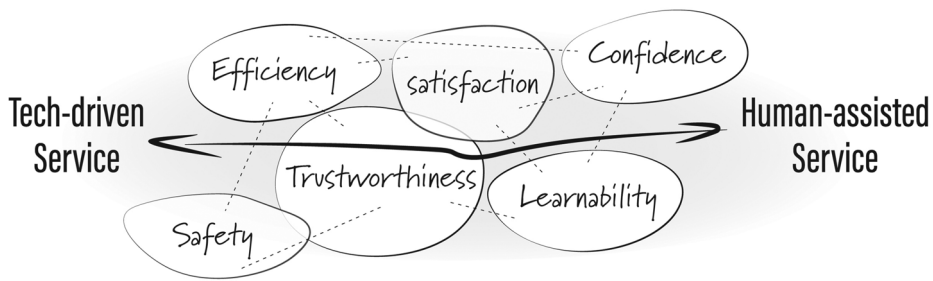 Efficiency
satisfaction
Confidence
Tech-driven
Service
Human-assisted
Service
Trustworthiness
Learnability
Safety